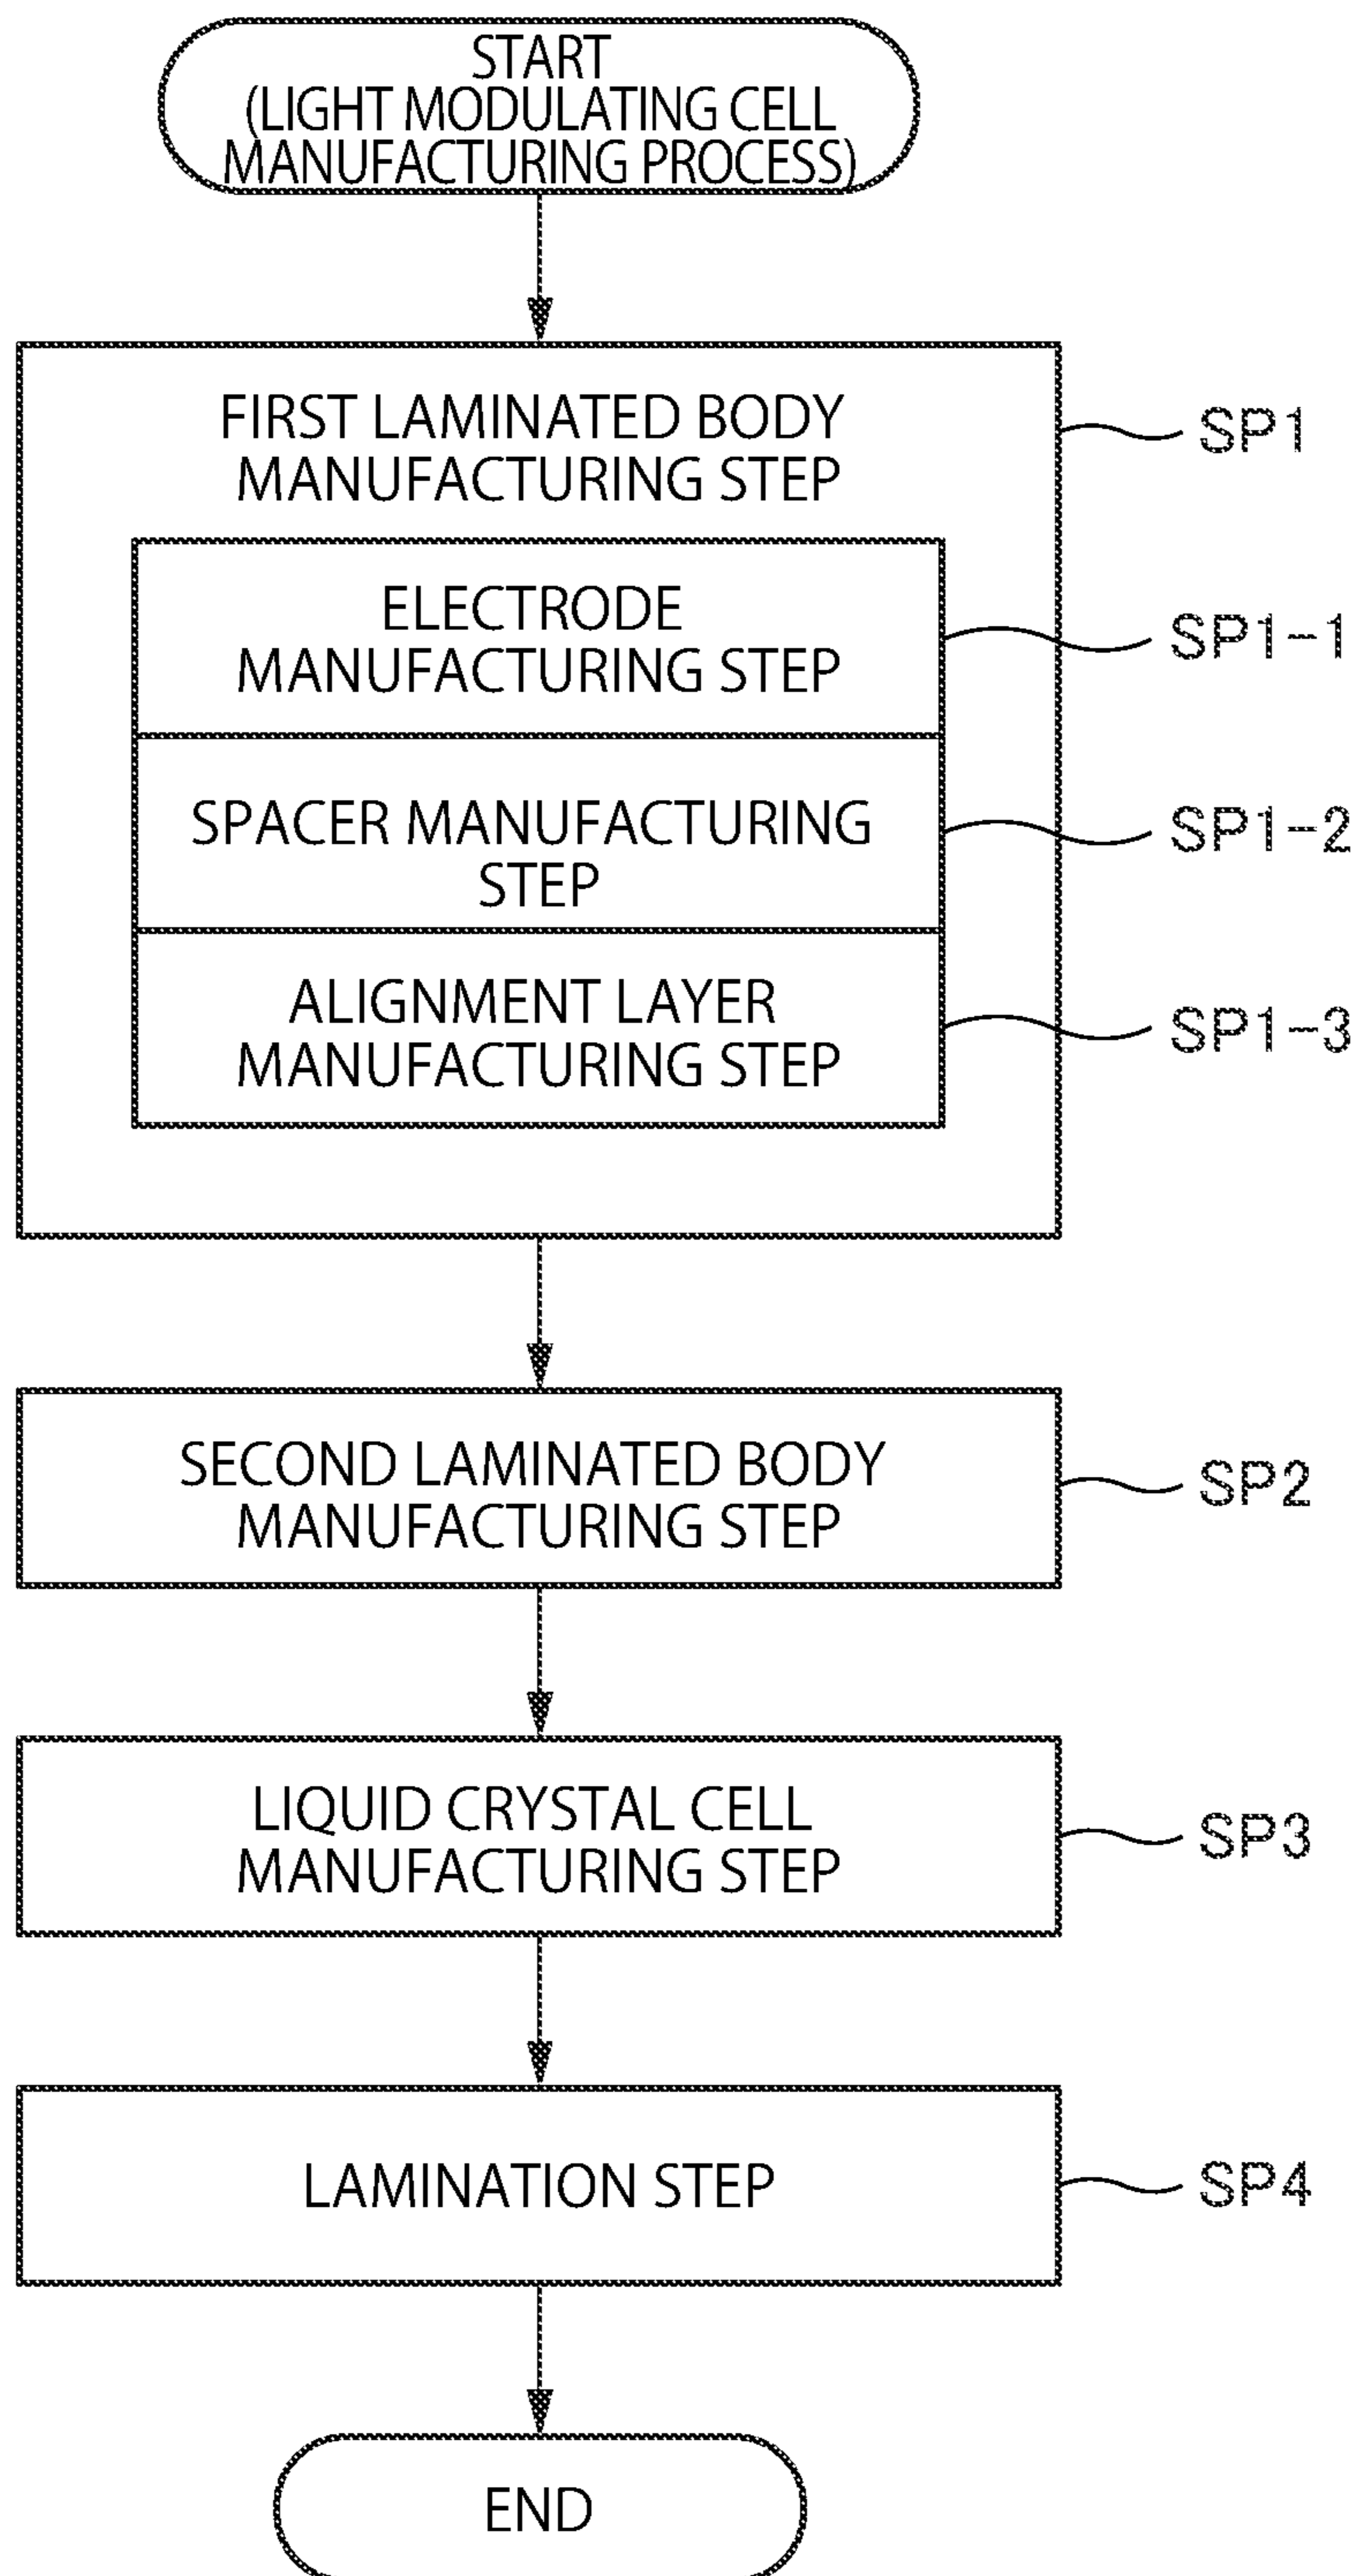 START
(LIGHT MODULATING CELL
MANUFACTURING PROCESS)
FIRST LAMINATED BODY
MANUFACTURING STEP
SP1
ELECTRODE
MANUFACTURING STEP
SP1-1
SPACER MANUFACTURING
STEP
SP1-2
ALIGNMENT LAYER
MANUFACTURING STEP
SP1-3
SECOND LAMINATED BODY
MANUFACTURING STEP
SP2
LIQUID CRYSTAL CELL
MANUFACTURING STEP
SP3
LAMINATION STEP
SP4
END